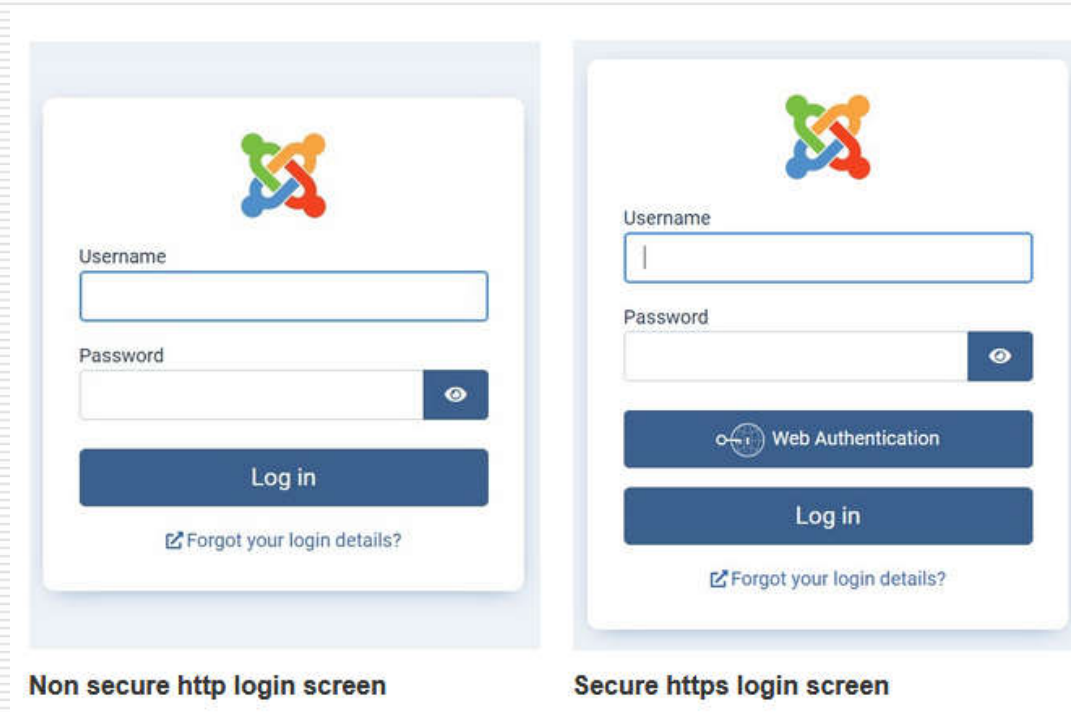 Username
Password
Log in
Forgot your login details?
Non secure http login screen
Username
Password
Web Authentication
Log in
Forgot your login details?
Secure https login screen